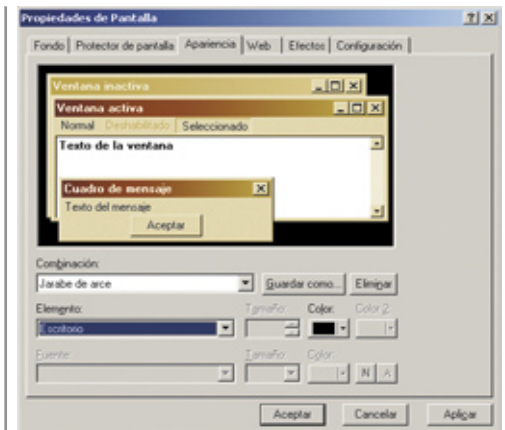 Propiedades de Pantalla
Fondo Protector de pantalla Apariencia Web Efectos Configuración
Ventana inactiva
Ventana activa
Normal Deshabilitado Seleccionado
Texto de la ventana
Cuadro de mensaje
Texto del mensaje
Aceptar
Combinación:
Jarabe de arce Guardar como... Eliminar
Elemento: Tamaño: Color: Color 2:
Escritorio
Fuente: Tamaño: Color:
N A
Aceptar Cancelar Aplicar